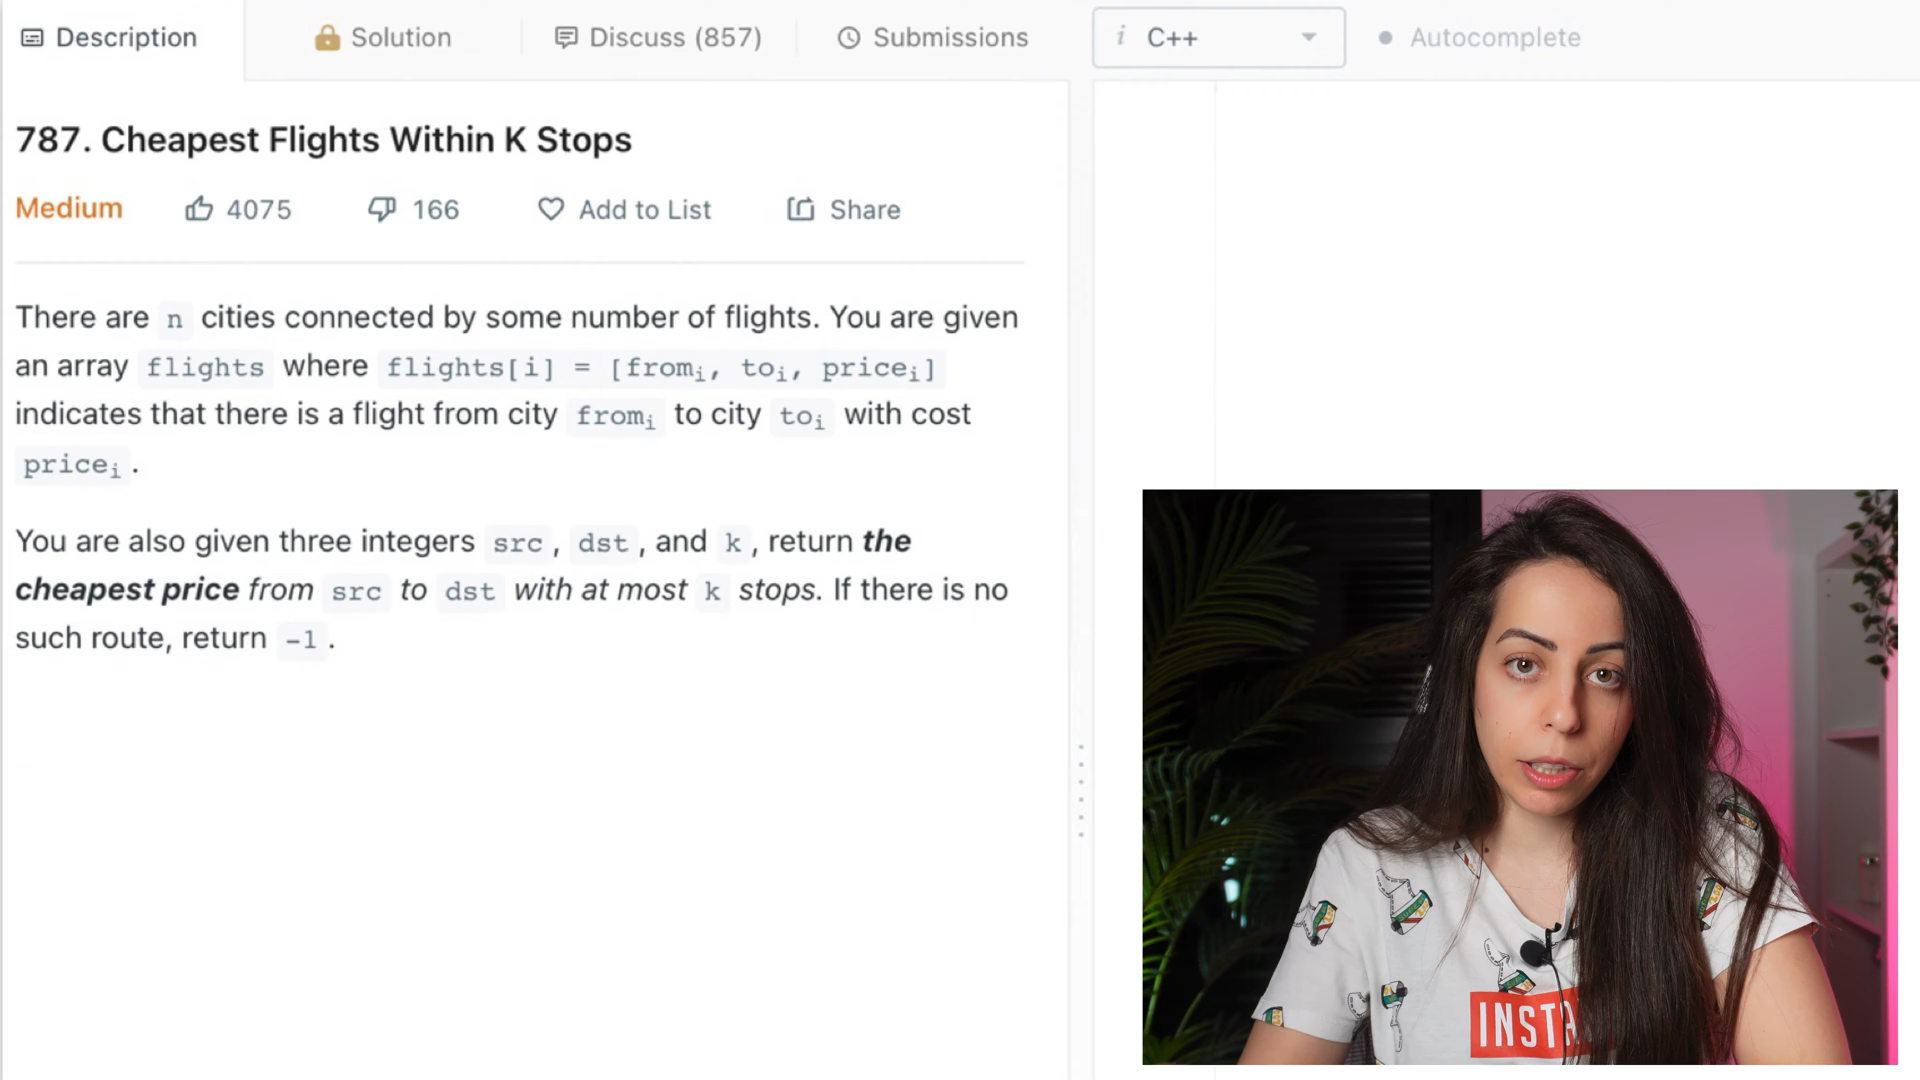 Description
Solution
Discuss (857)
Submissions
i C++
Autocomplete
787. Cheapest Flights Within K Stops
Medium
4075
166
Add to List
Share
There are n cities connected by some number of flights. You are given
an array flights where flights[i] = [fromᵢ, toᵢ, priceᵢ]
indicates that there is a flight from city fromᵢ to city toᵢ with cost
priceᵢ.
You are also given three integers src, dst, and k, return the
cheapest price from src to dst with at most k stops. If there is no
such route, return -1.
INSTA